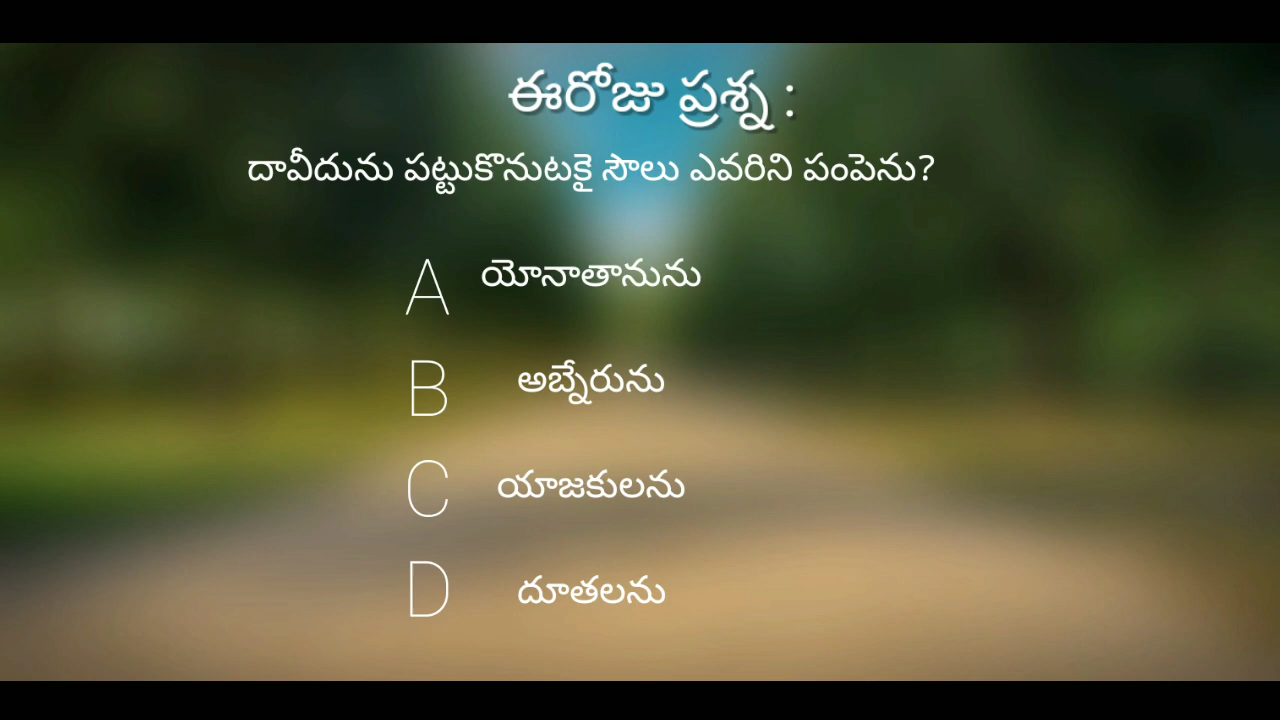 ఈరోజు ప్రశ్న :
దావీదును పట్టుకొనుటకై సౌలు ఎవరిని పంపెను?
A యోనాతానును
B అబ్నేరును
C యాజకులను
D దూతలను